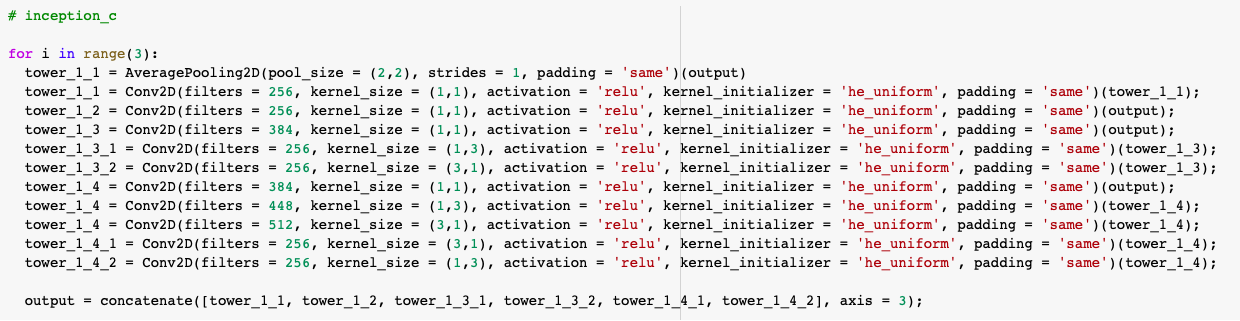 # inception_c
for i in range(3):
tower_1_1 = AveragePooling2D(pool_size = (2,2), strides = 1, padding = 'same')(output)
tower_1_1 = Conv2D(filters = 256, kernel_size = (1,1), activation = 'relu', kernel_initializer = 'he_uniform', padding = 'same')(tower_1_1);
tower_1_2 = Conv2D(filters = 256, kernel_size = (1,1), activation = 'relu', kernel_initializer = 'he_uniform', padding = 'same')(output);
tower_1_3 = Conv2D(filters = 384, kernel_size = (1,1), activation = 'relu', kernel_initializer = 'he_uniform', padding = 'same')(output);
tower_1_3_1 = Conv2D(filters = 256, kernel_size = (1,3), activation = 'relu', kernel_initializer = 'he_uniform', padding = 'same')(tower_1_3);
tower_1_3_2 = Conv2D(filters = 256, kernel_size = (3,1), activation = 'relu', kernel_initializer = 'he_uniform', padding = 'same')(tower_1_3);
tower_1_4 = Conv2D(filters = 384, kernel_size = (1,1), activation = 'relu', kernel_initializer = 'he_uniform', padding = 'same')(output);
tower_1_4 = Conv2D(filters = 448, kernel_size = (1,3), activation = 'relu', kernel_initializer = 'he_uniform', padding = 'same')(tower_1_4);
tower_1_4 = Conv2D(filters = 512, kernel_size = (3,1), activation = 'relu', kernel_initializer = 'he_uniform', padding = 'same')(tower_1_4);
tower_1_4_1 = Conv2D(filters = 256, kernel_size = (3,1), activation = 'relu', kernel_initializer = 'he_uniform', padding = 'same')(tower_1_4);
tower_1_4_2 = Conv2D(filters = 256, kernel_size = (1,3), activation = 'relu', kernel_initializer = 'he_uniform', padding = 'same')(tower_1_4);
output = concatenate([tower_1_1, tower_1_2, tower_1_3_1, tower_1_3_2, tower_1_4_1, tower_1_4_2], axis = 3);